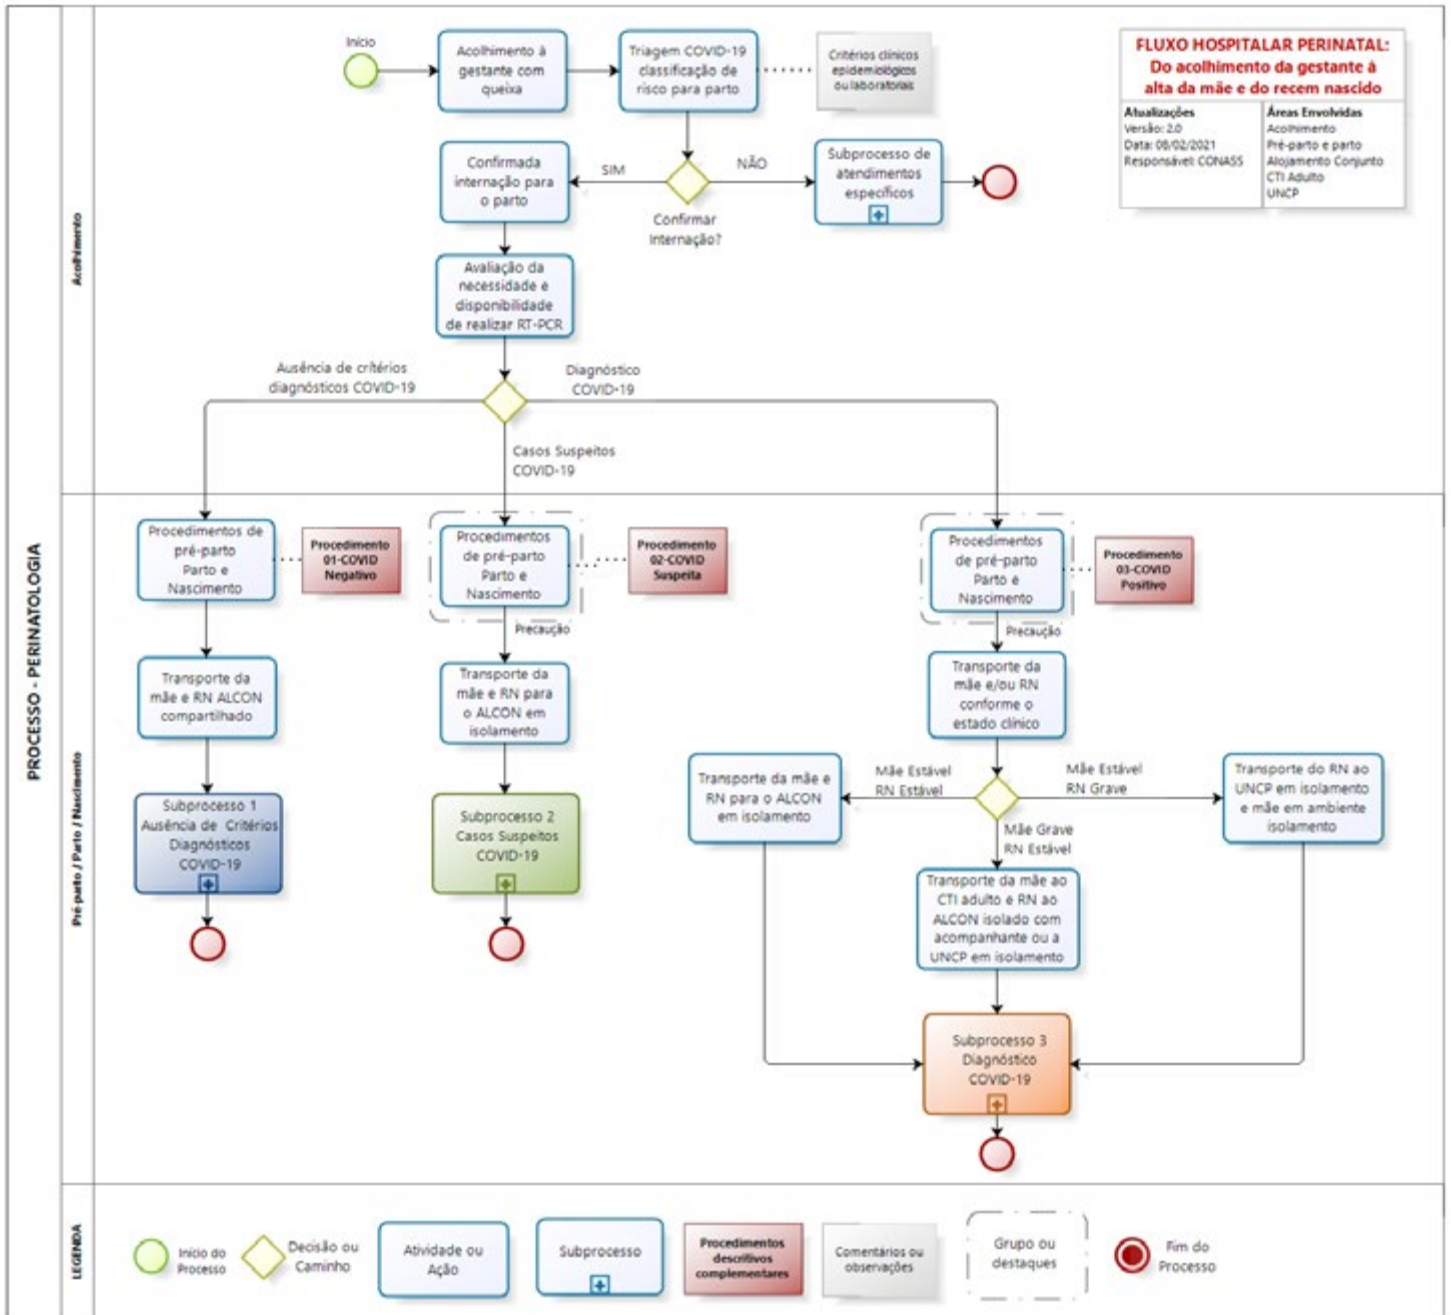 Início
Acolhimento à
gestante com
queixa
Triagem COVID-19
classificação de
risco para parto
Critérios clínicos
epidemiológicos
ou laboratoriais
FLUXO HOSPITALAR PERINATAL:
Do acolhimento da gestante à
alta da mãe e do recem nascido
Atualizações
Versão: 2.0
Data: 08/02/2021
Responsável: CONASS
Áreas Envolvidas
Acolhimento
Pré-parto e parto
Alojamento Conjunto
CTI Adulto
UNCP
Confirmada
internação para
o parto
SIM
NÃO
Confirmar
Internação?
Subprocesso de
atendimentos
específicos
Avaliação da
necessidade e
disponibilidade
de realizar RT-PCR
Acolhimento
Ausência de critérios
diagnósticos COVID-19
Diagnóstico
COVID-19
Casos Suspeitos
COVID-19
PROCESSO - PERINATOLOGIA
Pré-parto / Parto / Nascimento
Procedimentos de
pré-parto
Parto e
Nascimento
Procedimento
01-COVID
Negativo
Procedimentos
de pré-parto
Parto e
Nascimento
Precaução
Procedimento
02-COVID
Suspeita
Procedimentos
de pré-parto
Parto e
Nascimento
Precaução
Procedimento
03-COVID
Positivo
Transporte da
mãe e RN ALCON
compartilhado
Transporte da
mãe e RN para
o ALCON em
isolamento
Transporte da
mãe e/ou RN
conforme o
estado clínico
Transporte da mãe e
RN para o ALCON
em isolamento
Mãe Estável
RN Estável
Mãe Estável
RN Grave
Mãe Grave
RN Estável
Transporte do RN ao
UNCP em isolamento
e mãe em ambiente
isolamento
Subprocesso 1
Ausência de Critérios
Diagnósticos
COVID-19
Subprocesso 2
Casos Suspeitos
COVID-19
Transporte da mãe ao
CTI adulto e RN ao
ALCON isolado com
acompanhante ou a
UNCP em isolamento
Subprocesso 3
Diagnóstico
COVID-19
LEGENDA
Início do
Processo
Decisão ou
Caminho
Atividade ou
Ação
Subprocesso
Procedimentos
descritivos
complementares
Comentários ou
observações
Grupo ou
destaques
Fim do
Processo